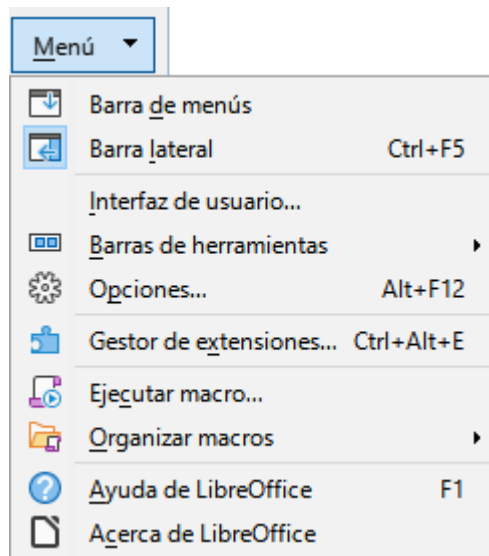 Menú
Barra de menús
Barra lateral Ctrl+F5
Interfaz de usuario...
Barras de herramientas
Opciones... Alt+F12
Gestor de extensiones... Ctrl+Alt+E
Ejecutar macro...
Organizar macros
Ayuda de LibreOffice F1
Acerca de LibreOffice